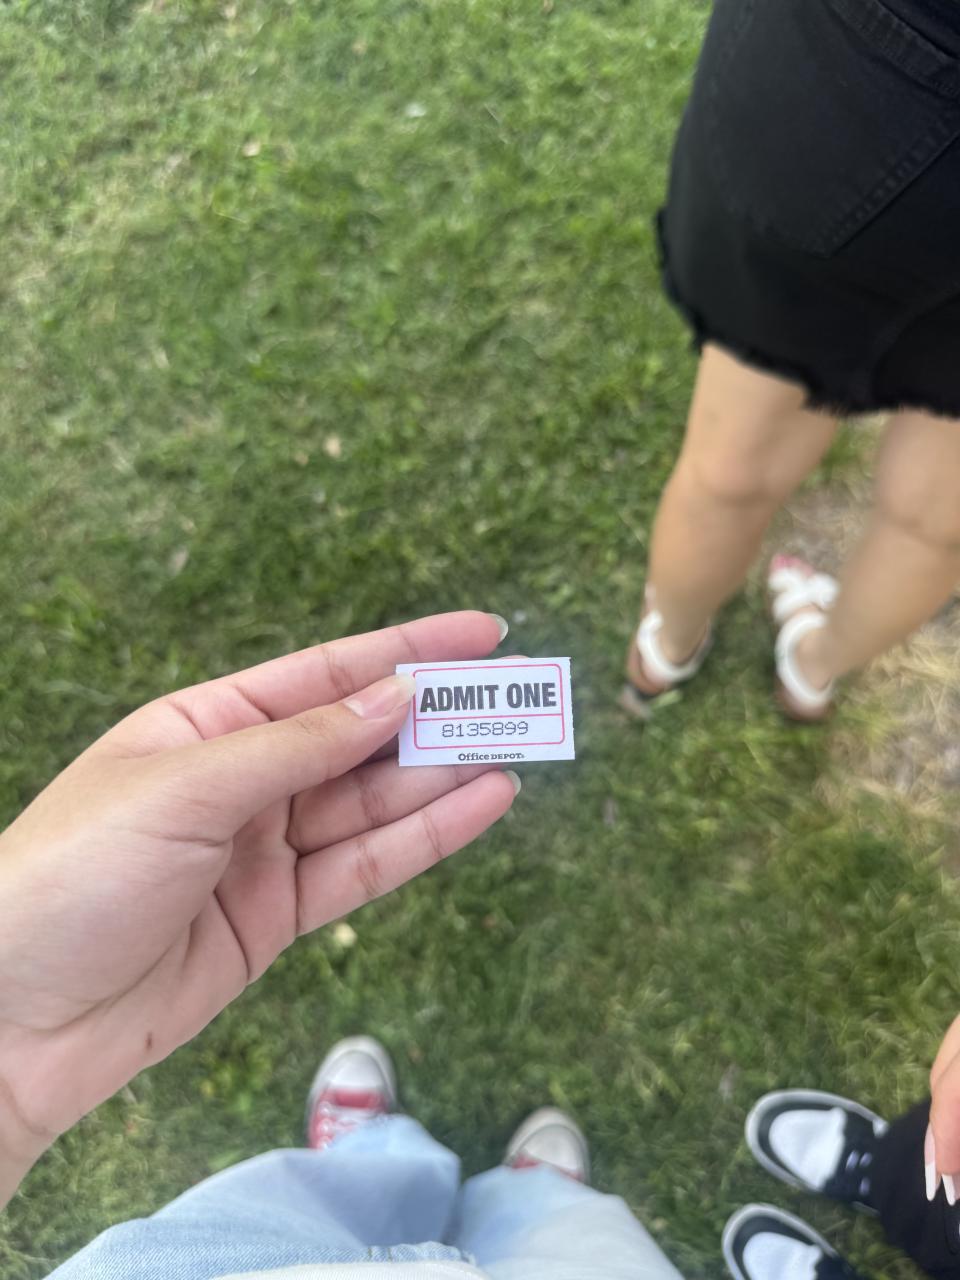 ADMIT ONE
8135899
Office DEPOT